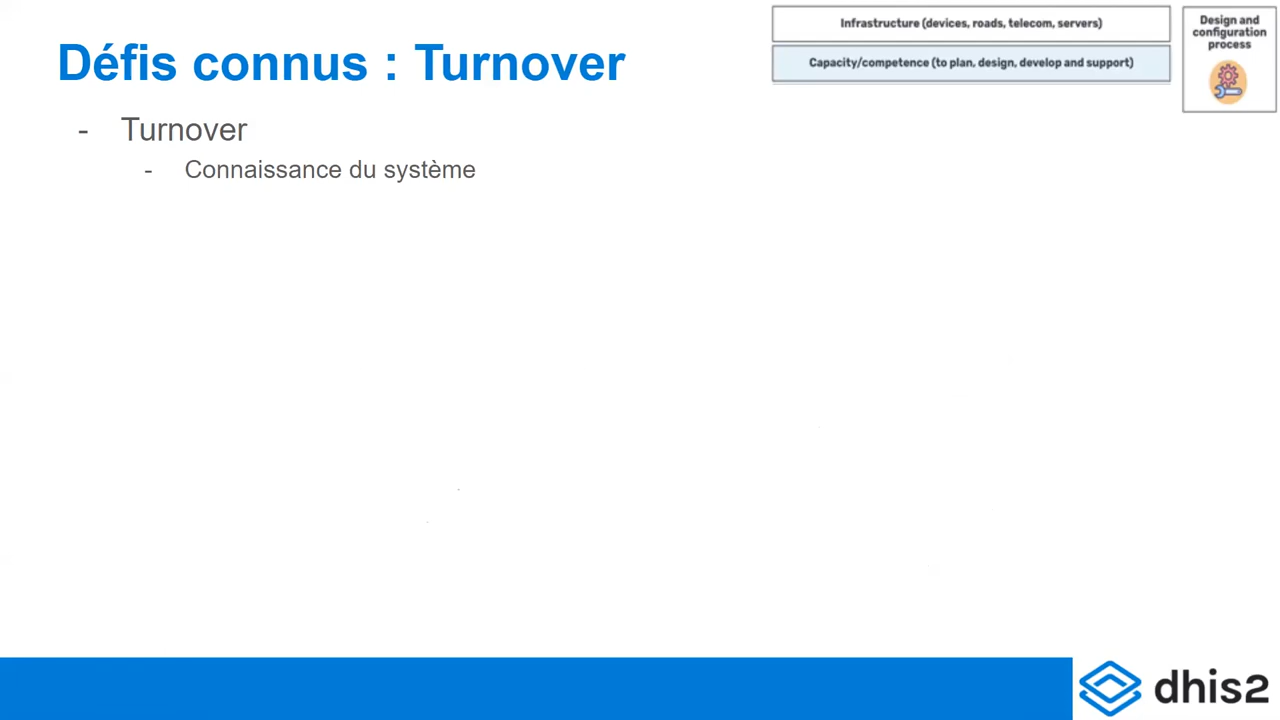 Défis connus : Turnover
Infrastructure (devices, roads, telecom, servers)
Capacity/competence (to plan, design, develop and support)
Design and
configuration
process
- Turnover
- Connaissance du système
dhis2